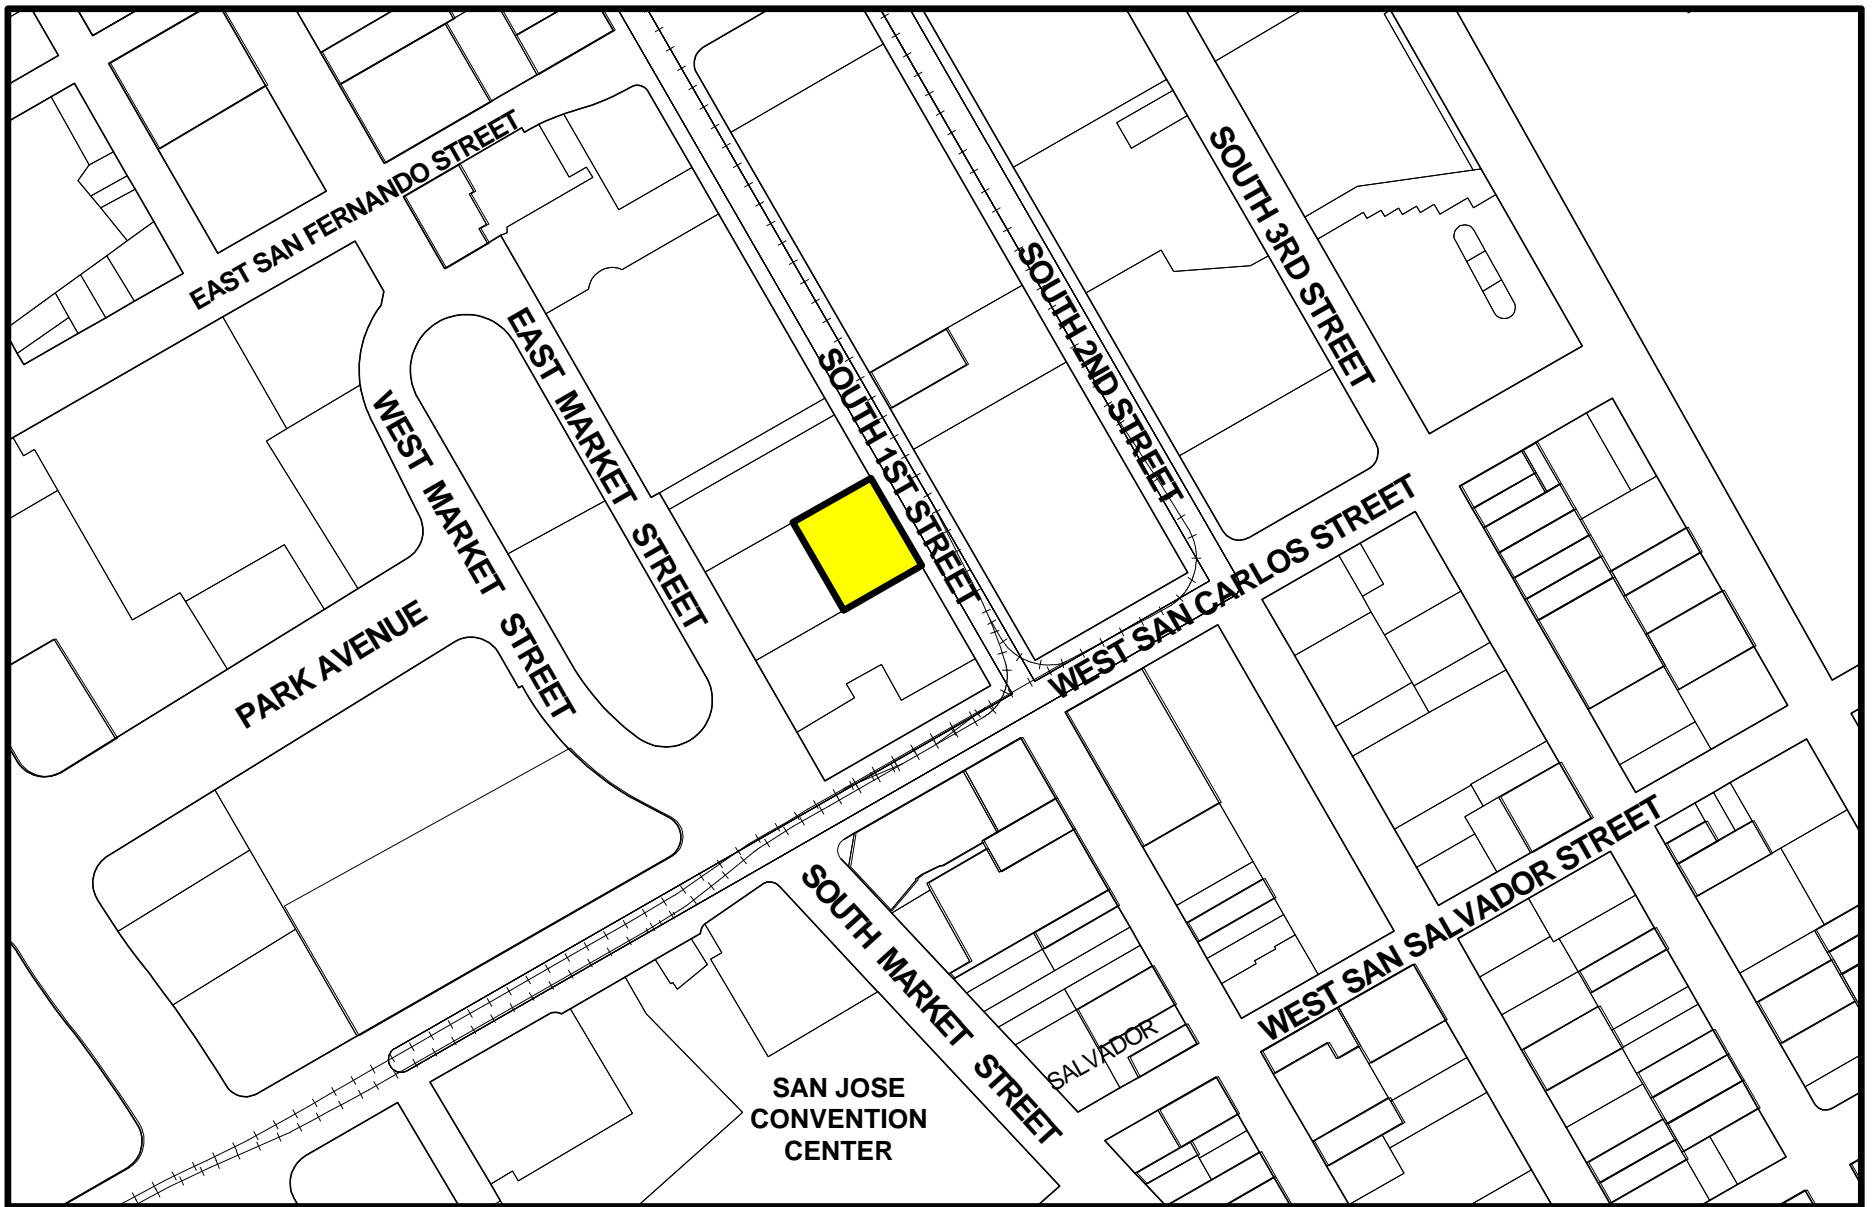 EAST SAN FERNANDO STREET
SOUTH 3RD STREET
SOUTH 2ND STREET
EAST MARKET STREET
SOUTH 1ST STREET
WEST MARKET STREET
PARK AVENUE
WEST SAN CARLOS STREET
WEST SAN SALVADOR STREET
SOUTH MARKET STREET
SALVADOR
SAN JOSE
CONVENTION
CENTER